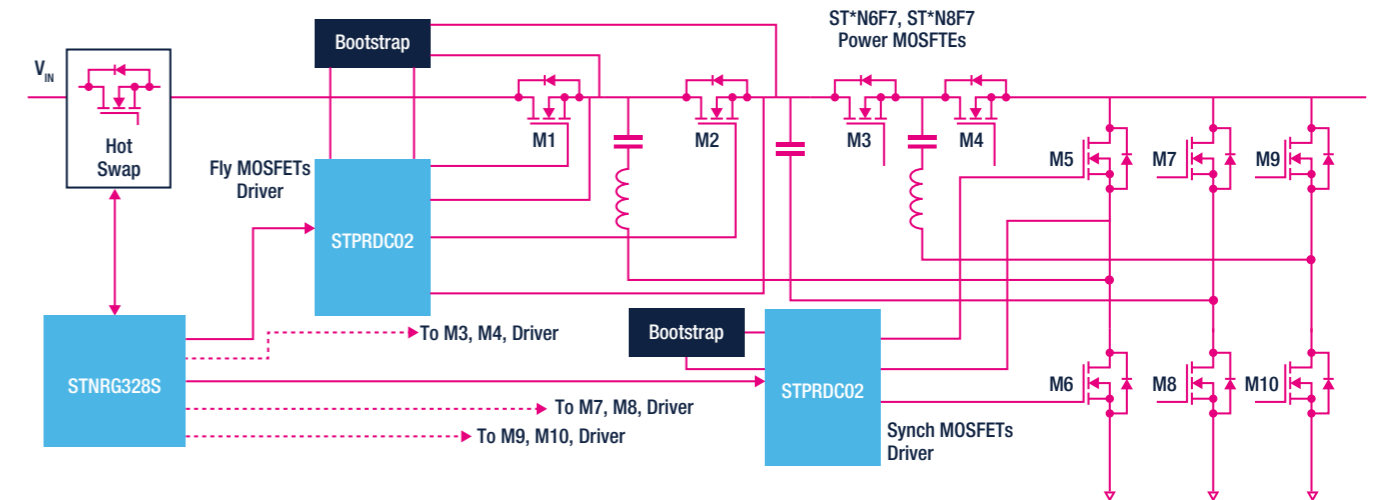 ST*N6F7, ST*N8F7
Power MOSFTEs
Bootstrap
VIN
Hot
Swap
M1
M2
M3
M4
M5
M7
M9
Fly MOSFETs
Driver
STPRDC02
To M3, M4, Driver
Bootstrap
STNRG328S
STPRDC02
M6
M8
M10
To M7, M8, Driver
To M9, M10, Driver
Synch MOSFETs
Driver